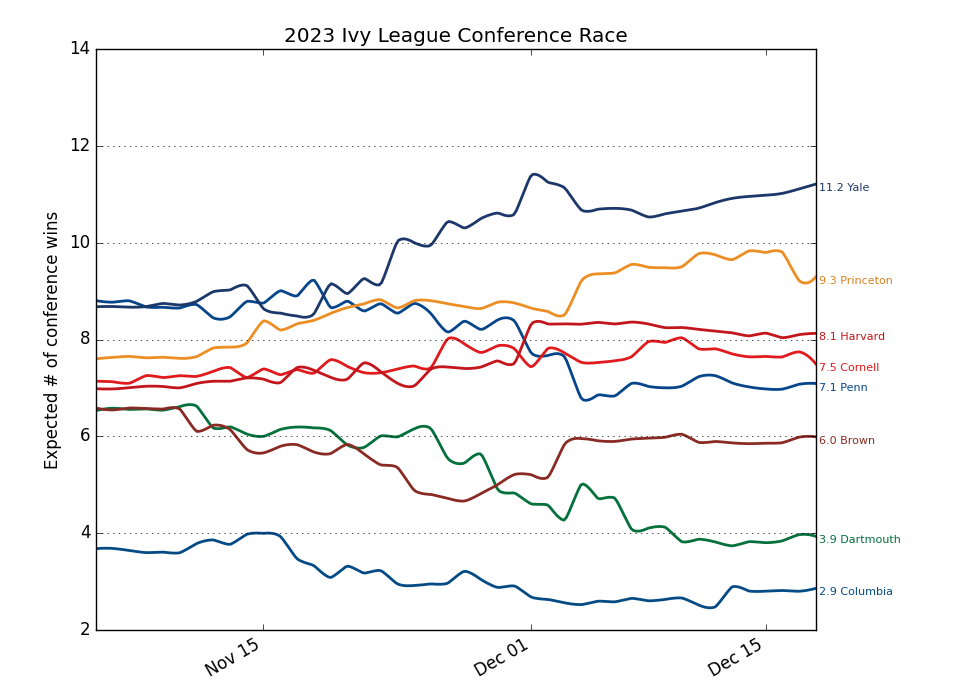 2023 Ivy League Conference Race
Expected # of conference wins
14
12
10
8
6
4
2
11.2 Yale
9.3 Princeton
8.1 Harvard
7.5 Cornell
7.1 Penn
6.0 Brown
3.9 Dartmouth
2.9 Columbia
Nov 15
Dec 01
Dec 15